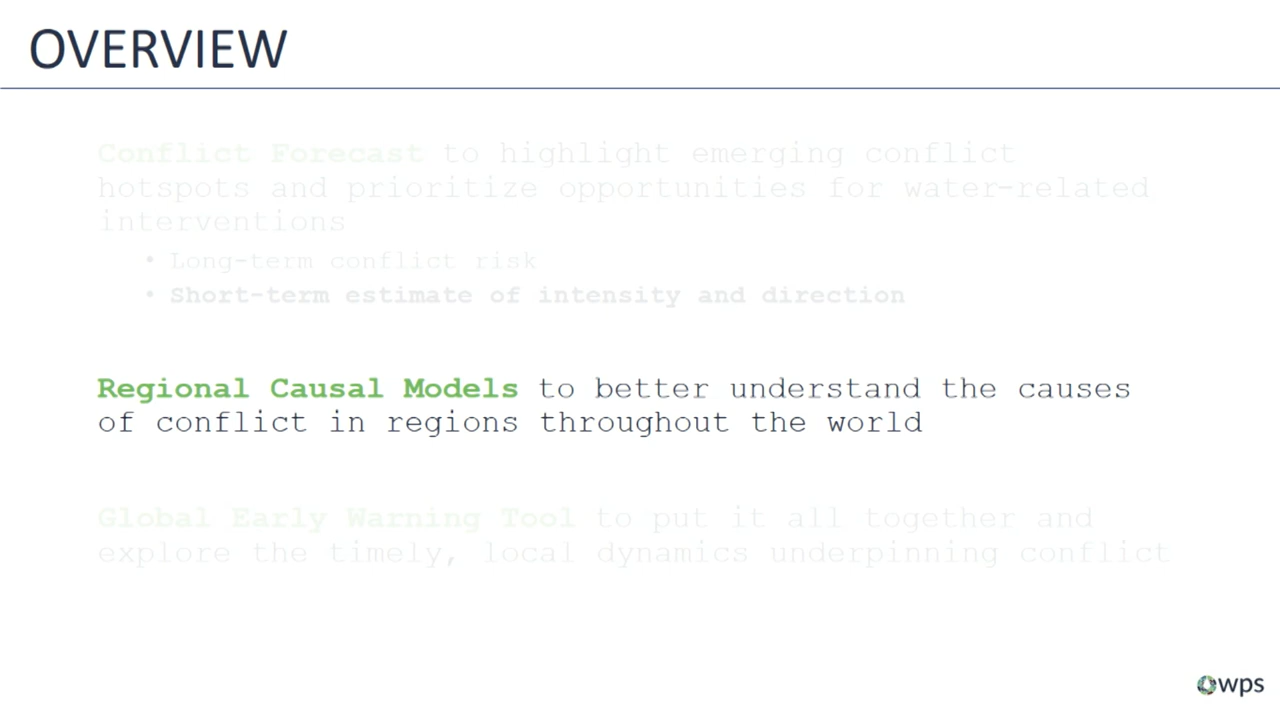 OVERVIEW
Conflict Forecast to highlight emerging conflict
hotspots and prioritize opportunities for water-related
interventions
• Long-term conflict risk
• Short-term estimate of intensity and direction
Regional Causal Models to better understand the causes
of conflict in regions throughout the world
Global Early Warning Tool to put it all together and
explore the timely, local dynamics underpinning conflict
wps